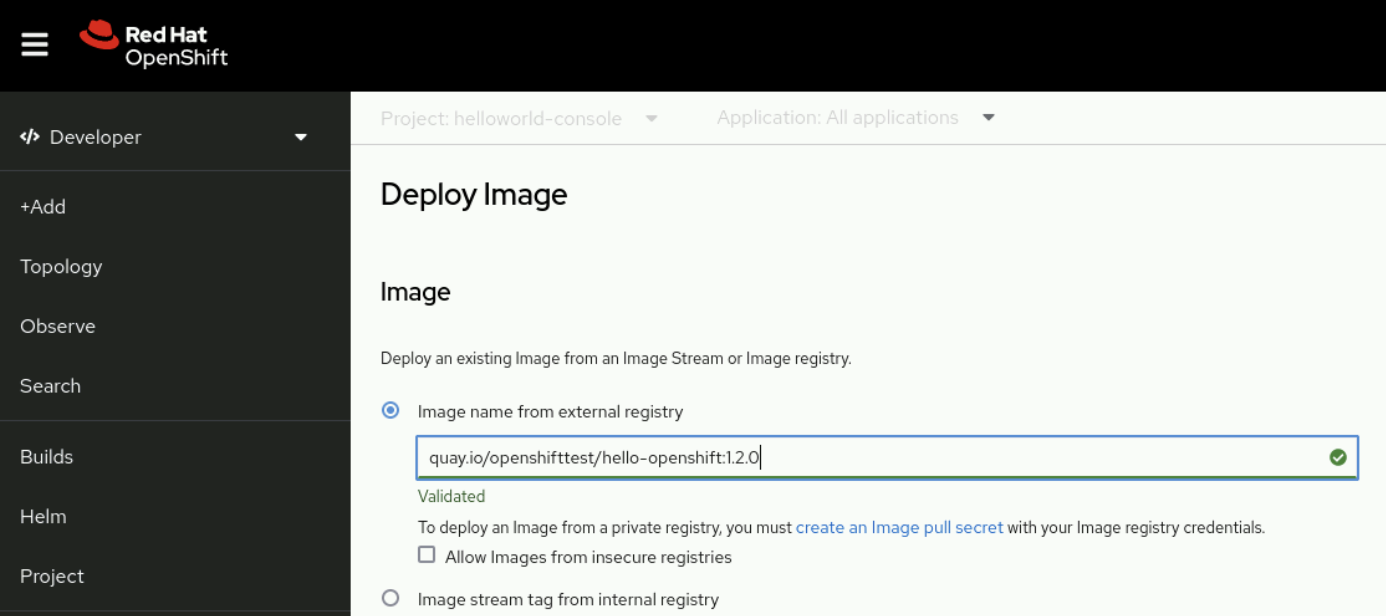 Red Hat
OpenShift
Developer
+Add
Topology
Observe
Search
Builds
Helm
Project
Project: helloworld-console
Application: All applications
Deploy Image
Image
Deploy an existing Image from an Image Stream or Image registry.
Image name from external registry
quay.io/openshifttest/hello-openshift:1.2.0
Validated
To deploy an Image from a private registry, you must create an Image pull secret with your Image registry credentials.
Allow Images from insecure registries
Image stream tag from internal registry